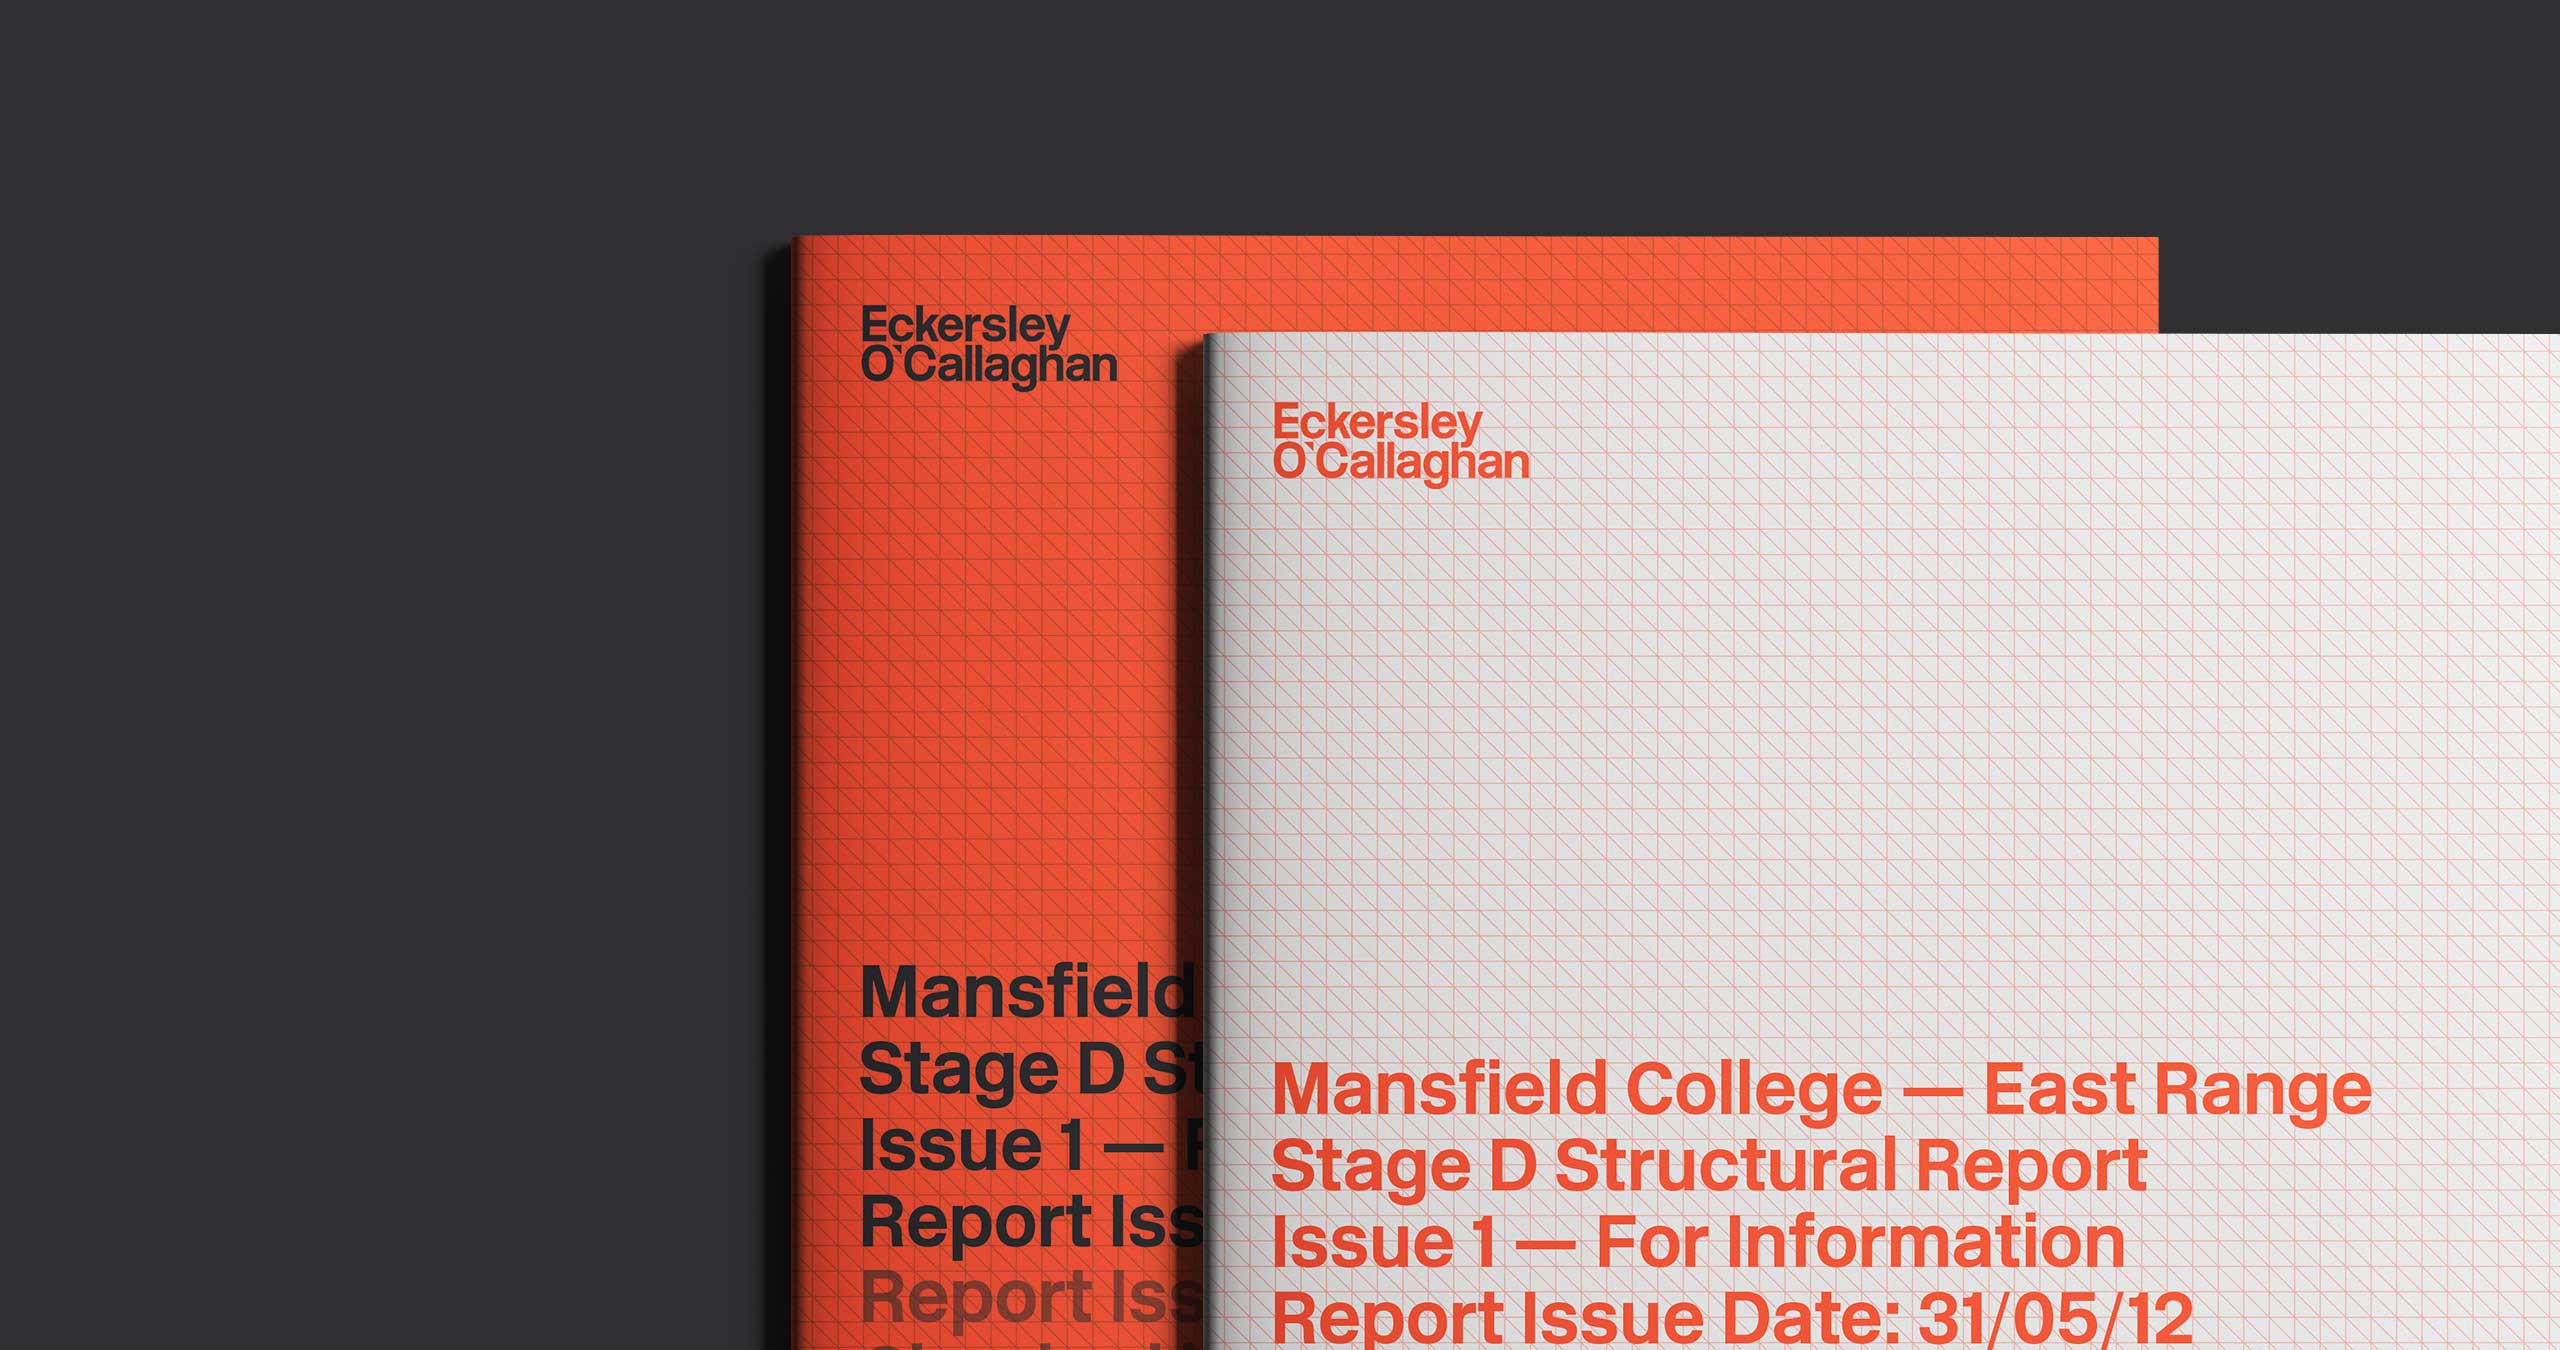 Eckersley
O`Callaghan
Mansfield
Stage D St
Issue 1 —
Report Iss
Report Iss
Eckersley
O`Callaghan
Mansfield College — East Range
Stage D Structural Report
Issue 1 — For Information
Report Issue Date: 31/05/12